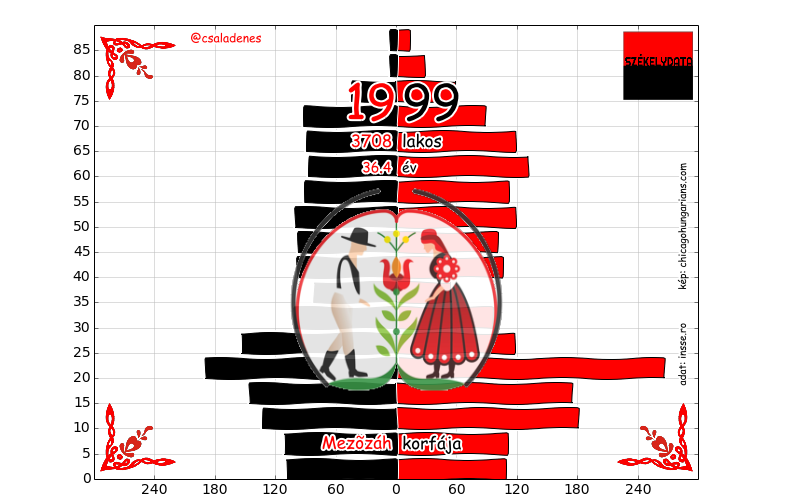 @csaladenes
SZÉKELYDATA
1999
3708 lakos
36.4 év
kép: chicagohungarians.com
adat: insse.ro
Mezõzáh korfája
85
80
75
70
65
60
55
50
45
40
35
30
25
20
15
10
5
0
240 180 120 60 0 60 120 180 240